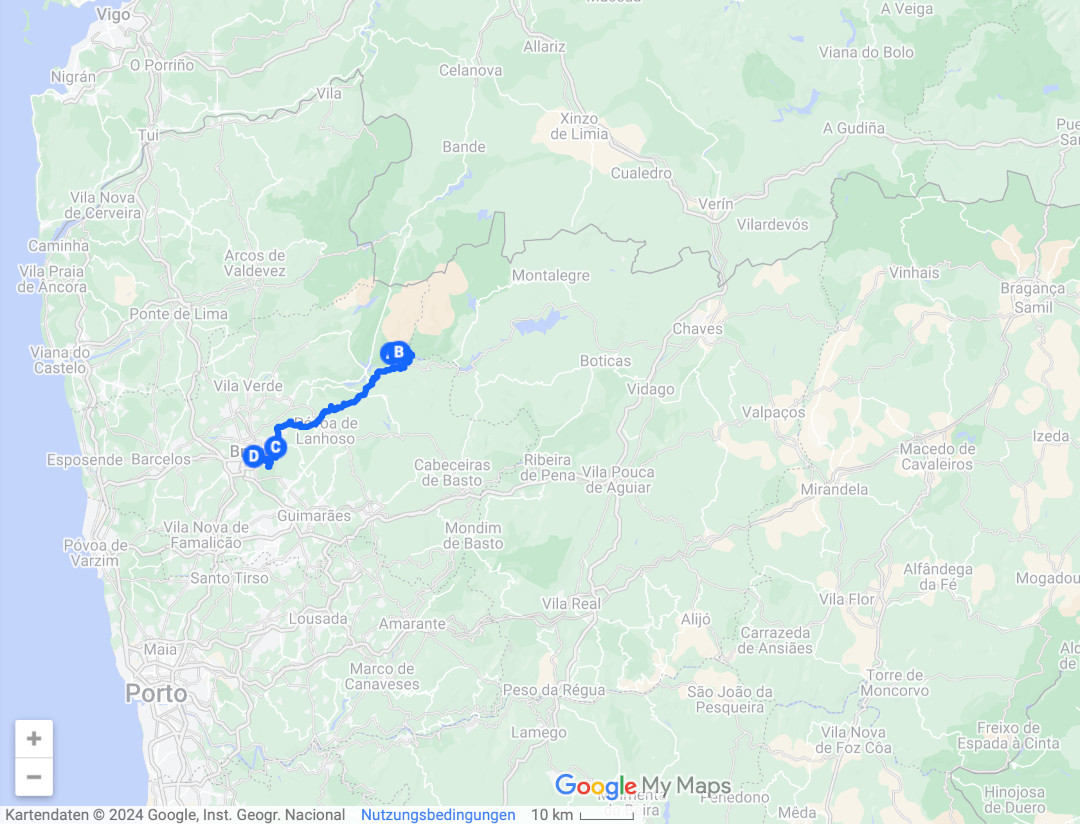 Vigo
A Veiga
Allariz
Viana do Bolo
O Porriño
Celanova
Nigrán
Vila
Xinzo
de Limia
A Gudiña
Tui
Bande
Cualedro
Vila Nova
de Cerveira
Verín
Vilardevós
Caminha
Arcos de
Valdevez
Vila Praia
de Âncora
Montalegre
Vinhais
Bragança
Samil
Ponte de Lima
Chaves
Viana do
Castelo
B
Boticas
Vila Verde
Vidago
Valpaços
Lanhoso
Izeda
Macedo de
Cavaleiros
C
D
Esposende
Barcelos
Cabeceiras
de Basto
Ribeira
de Pena
Vila Pouca
de Aguiar
Mirandela
Guimarães
Vila Nova de
Famalicão
Mondim
de Basto
Póvoa de
Varzim
Santo Tirso
Alfândega
da Fé
Mogadou
Vila Real
Vila Flor
Lousada
Amarante
Alijó
Carrazeda
de Ansiães
Maia
Marco de
Canaveses
Porto
Peso da Régua
São João da
Pesqueira
Torre de
Moncorvo
Lamego
Vila Nova
de Foz Côa
Freixo de
Espada à Cinta
+
−
Google My Maps
Penedono
Mêda
Hinojosa
de Duero
Kartendaten © 2024 Google, Inst. Geogr. Nacional Nutzungsbedingungen 10 km